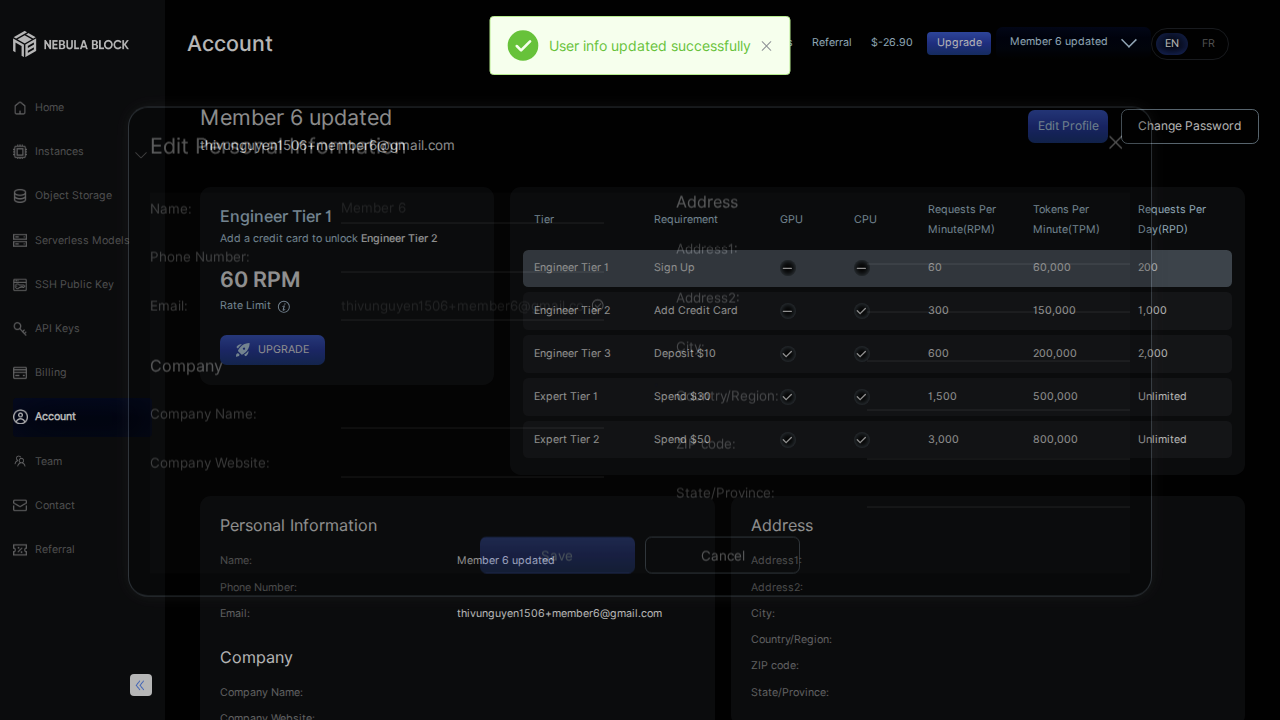 NEBULA BLOCK
Account
User info updated successfully
Referral
$-26.90
Upgrade
Member 6 updated
EN
FR
Home
Instances
Object Storage
Serverless Models
SSH Public Key
API Keys
Billing
Account
Team
Contact
Referral
Member 6 updated
thivunguyen1506+member6@gmail.com
Edit Profile
Change Password
Edit Personal Information
Name:
Member 6
Phone Number:
Email:
thivunguyen1506+member6@gmail.com
Company
Company Name:
Company Website:
Address
Address1:
Address2:
City:
Country/Region:
ZIP code:
State/Province:
Save
Cancel
Engineer Tier 1
Add a credit card to unlock Engineer Tier 2
60 RPM
Rate Limit
UPGRADE
Tier Requirement GPU CPU Requests Per Minute(RPM) Tokens Per Minute(TPM) Requests Per Day(RPD)
Engineer Tier 1 Sign Up 60 60,000 200
Engineer Tier 2 Add Credit Card 300 150,000 1,000
Engineer Tier 3 Deposit $10 600 200,000 2,000
Expert Tier 1 Spend $30 1,500 500,000 Unlimited
Expert Tier 2 Spend $50 3,000 800,000 Unlimited
Personal Information
Name: Member 6 updated
Phone Number:
Email: thivunguyen1506+member6@gmail.com
Company
Company Name:
Company Website:
Address
Address1:
Address2:
City:
Country/Region:
ZIP code:
State/Province: